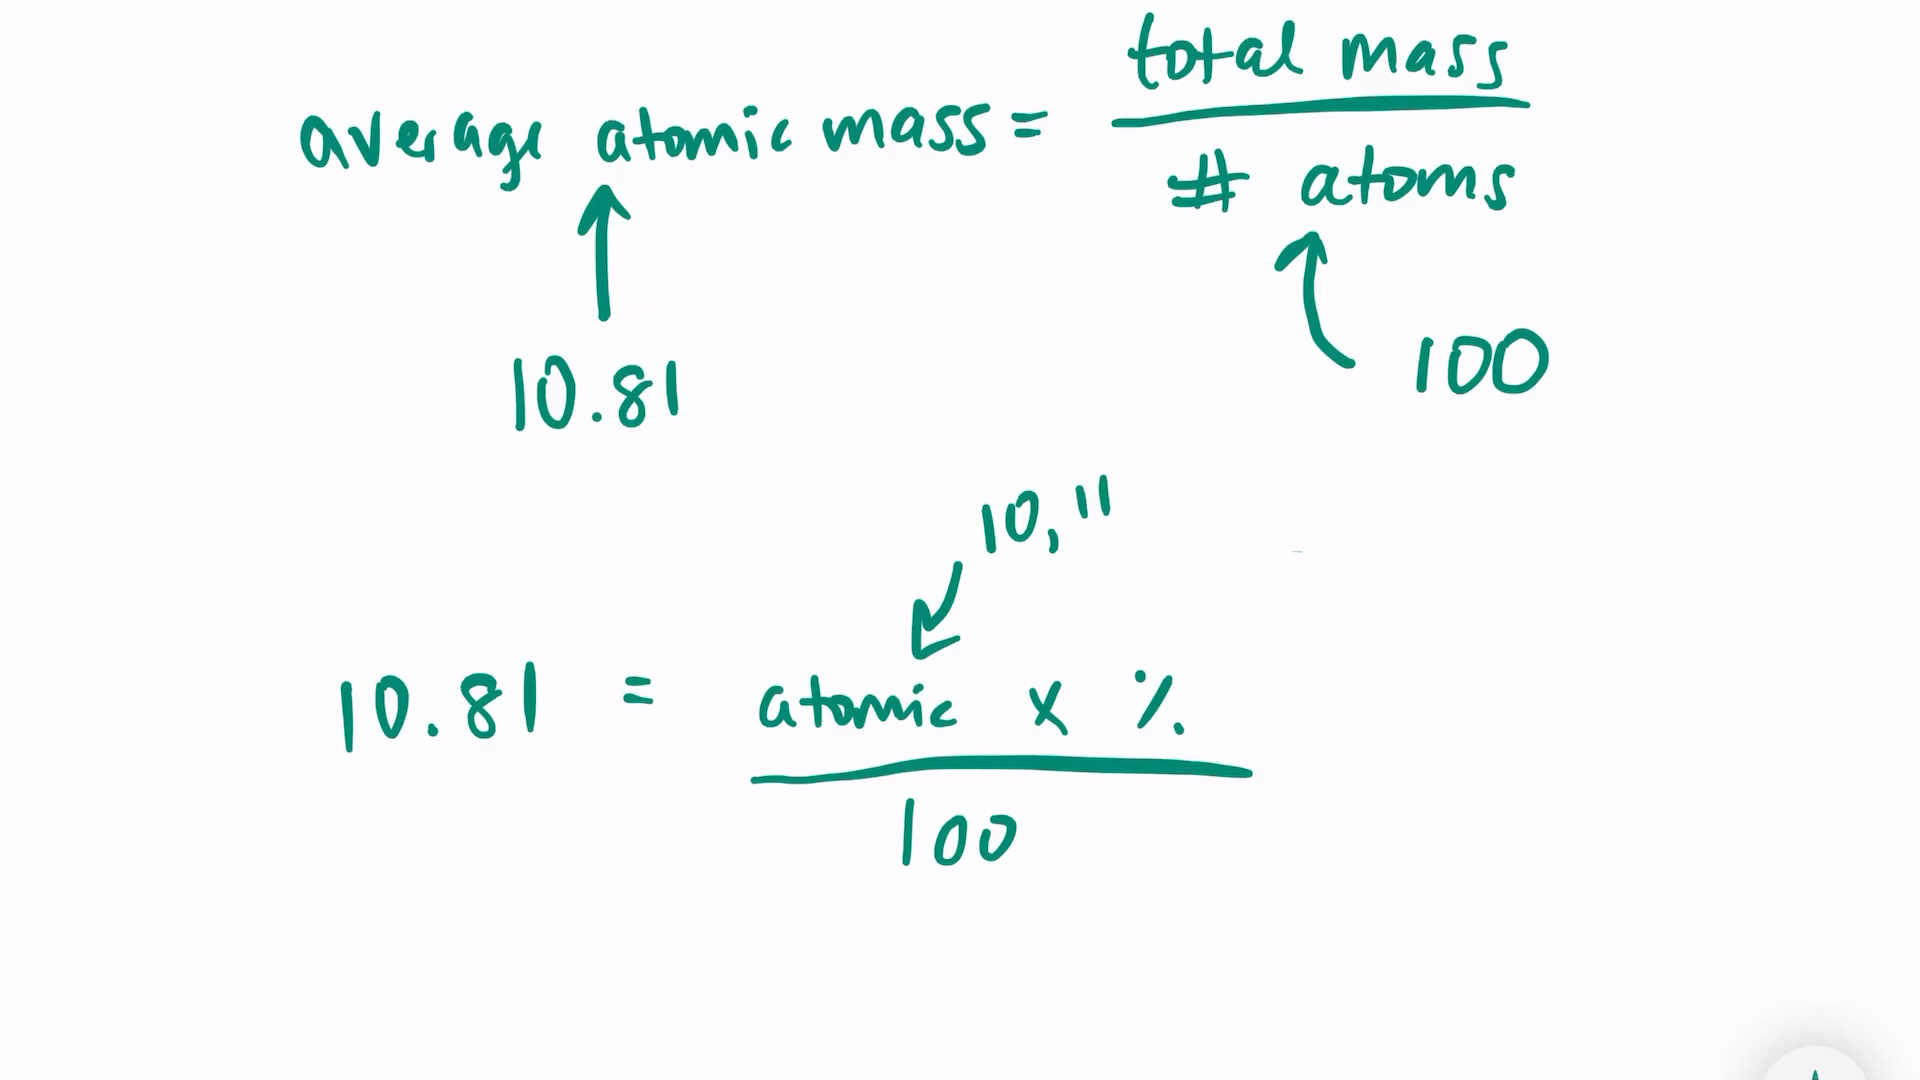 total mass
average atomic mass =
# atoms
10.81
100
10, 11
10.81 = atomic x %
100